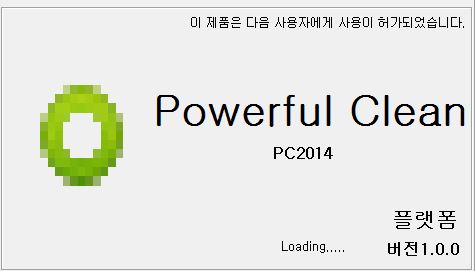 이 제품은 다음 사용자에게 사용이 허가되었습니다.
Powerful Clean
PC2014
플랫폼
Loading.....
버전1.0.0